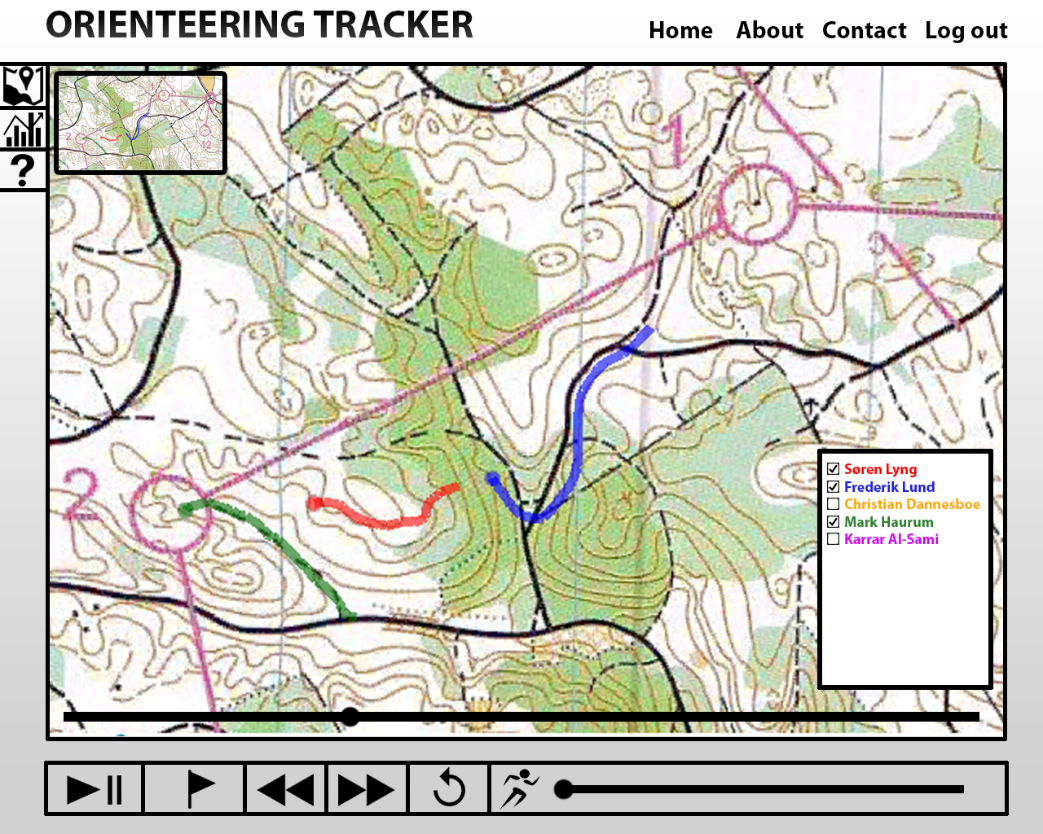 ORIENTEERING TRACKER
Home About Contact Log out
?
1
2
Søren Lyng
Frederik Lund
Christian Dannesboe
Mark Haurum
Karrar Al-Sami